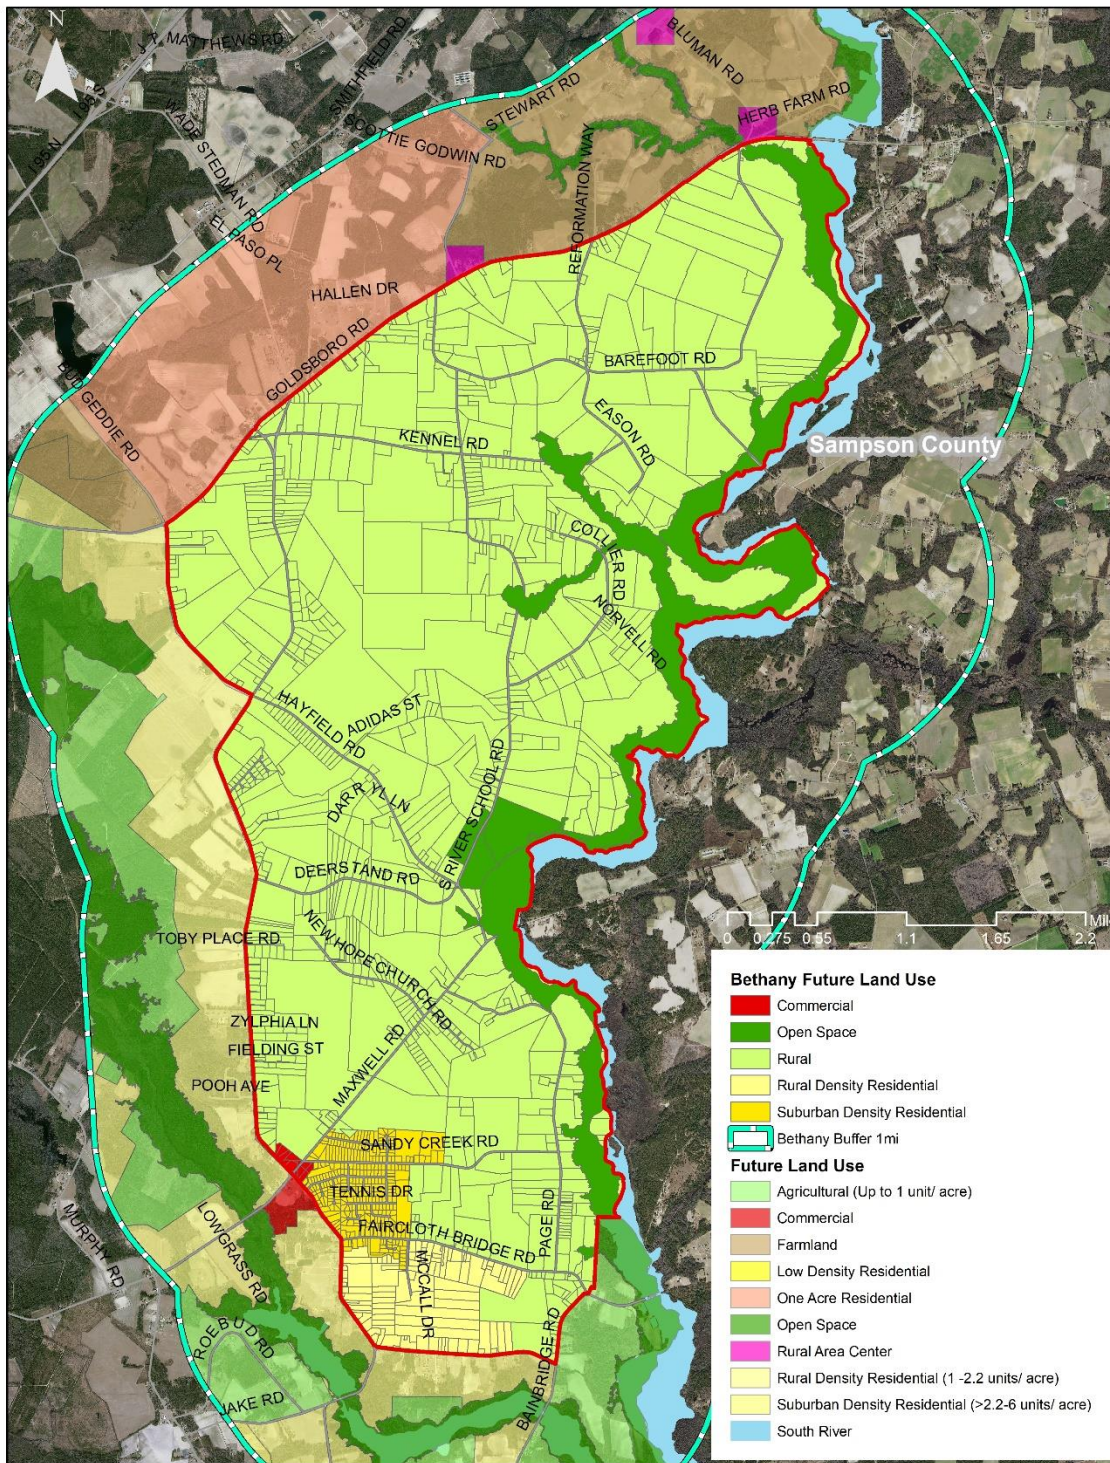 N
J R MATTHEWS RD
I 95 S
I 95 N
SMITHFIELD RD
WADE STEDMAN RD
SCOTTIE GODWIN RD
STEWART RD
BLUMAN RD
HERB FARM RD
REFORMATION WAY
EL PASO PL
HALLEN DR
GOLDSBORO RD
BUD GEDDIE RD
BAREFOOT RD
EASON RD
KENNEL RD
Sampson County
COLLIER RD
NORVELL RD
HAYFIELD RD
ADIDAS ST
DARRYL LN
S RIVER SCHOOL RD
DEERSTAND RD
TOBY PLACE RD
NEW HOPE CHURCH RD
ZYLPHIA LN
FIELDING ST
POOH AVE
MAXWELL RD
SANDY CREEK RD
TENNIS DR
FAIRCLOTH BRIDGE RD
PAGE RD
MCCALL DR
BAINBRIDGE RD
LOWGRASS RD
MURPHY RD
ROEBUD RD
JAKE RD
Mil
0 0.275 0.55 1.1 1.65 2.2
Bethany Future Land Use
Commercial
Open Space
Rural
Rural Density Residential
Suburban Density Residential
Bethany Buffer 1mi
Future Land Use
Agricultural (Up to 1 unit/ acre)
Commercial
Farmland
Low Density Residential
One Acre Residential
Open Space
Rural Area Center
Rural Density Residential (1 -2.2 units/ acre)
Suburban Density Residential (>2.2-6 units/ acre)
South River